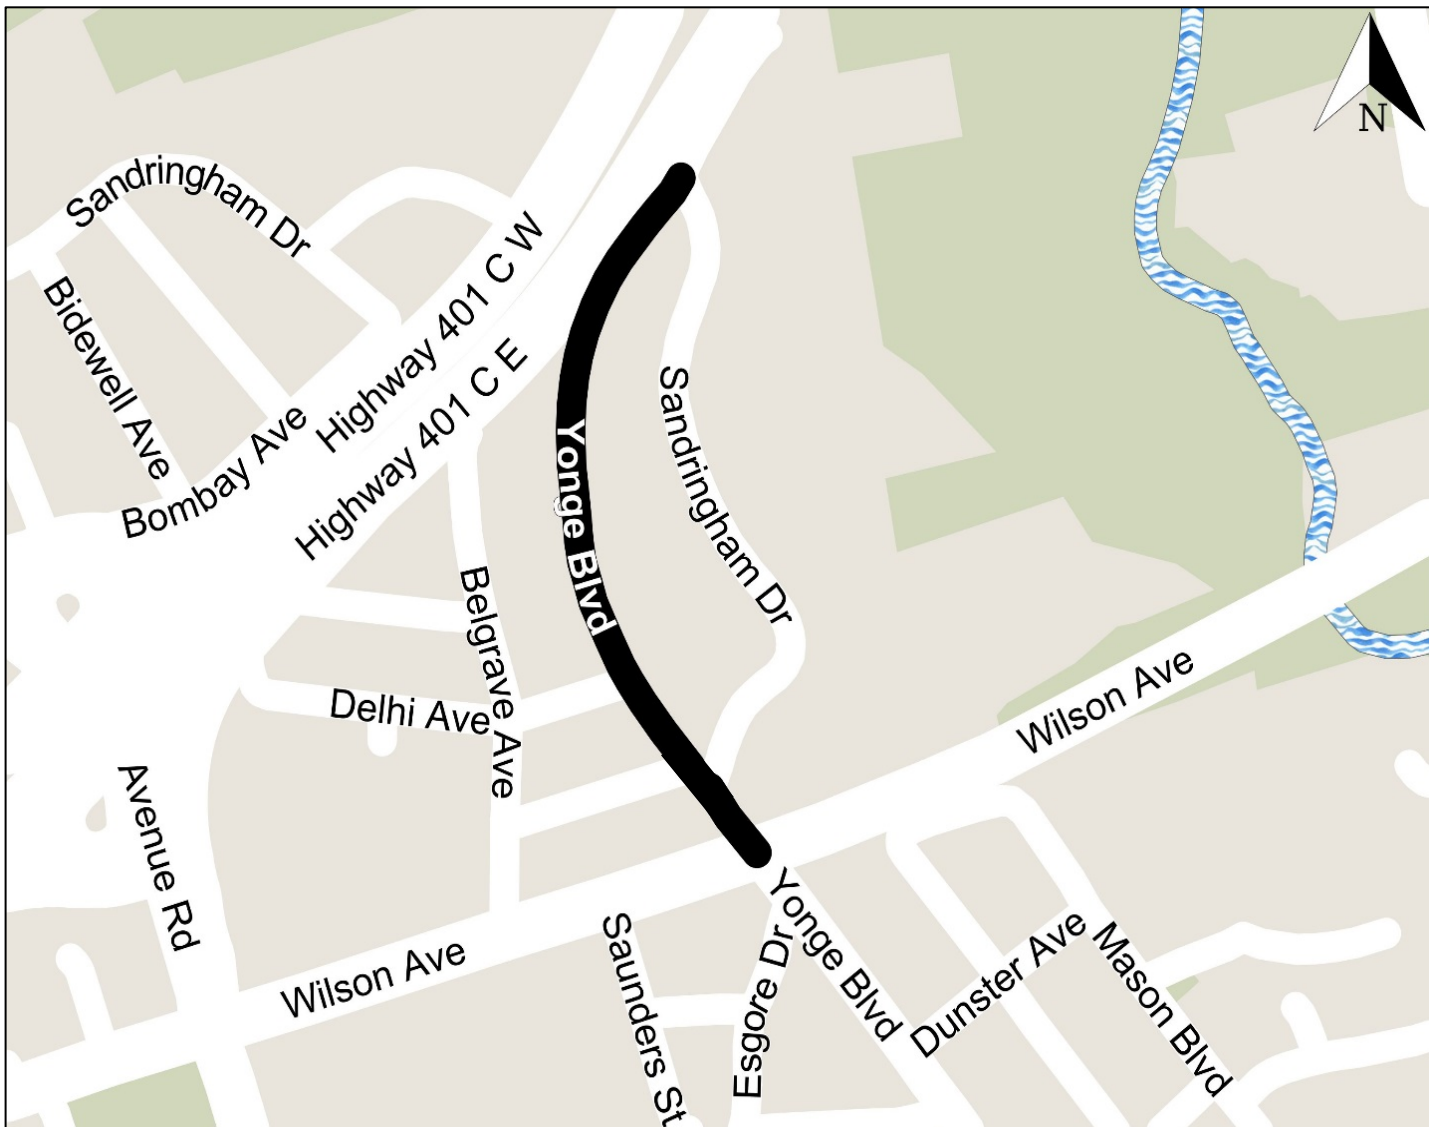 N
Sandringham Dr
Highway 401 C W
Bidewell Ave
Highway 401 C E
Sandringham Dr
Bombay Ave
Yonge Blvd
Belgrave Ave
Delhi Ave
Wilson Ave
Avenue Rd
Yonge Blvd
Wilson Ave
Saunders St
Esgore Dr
Dunster Ave
Mason Blvd